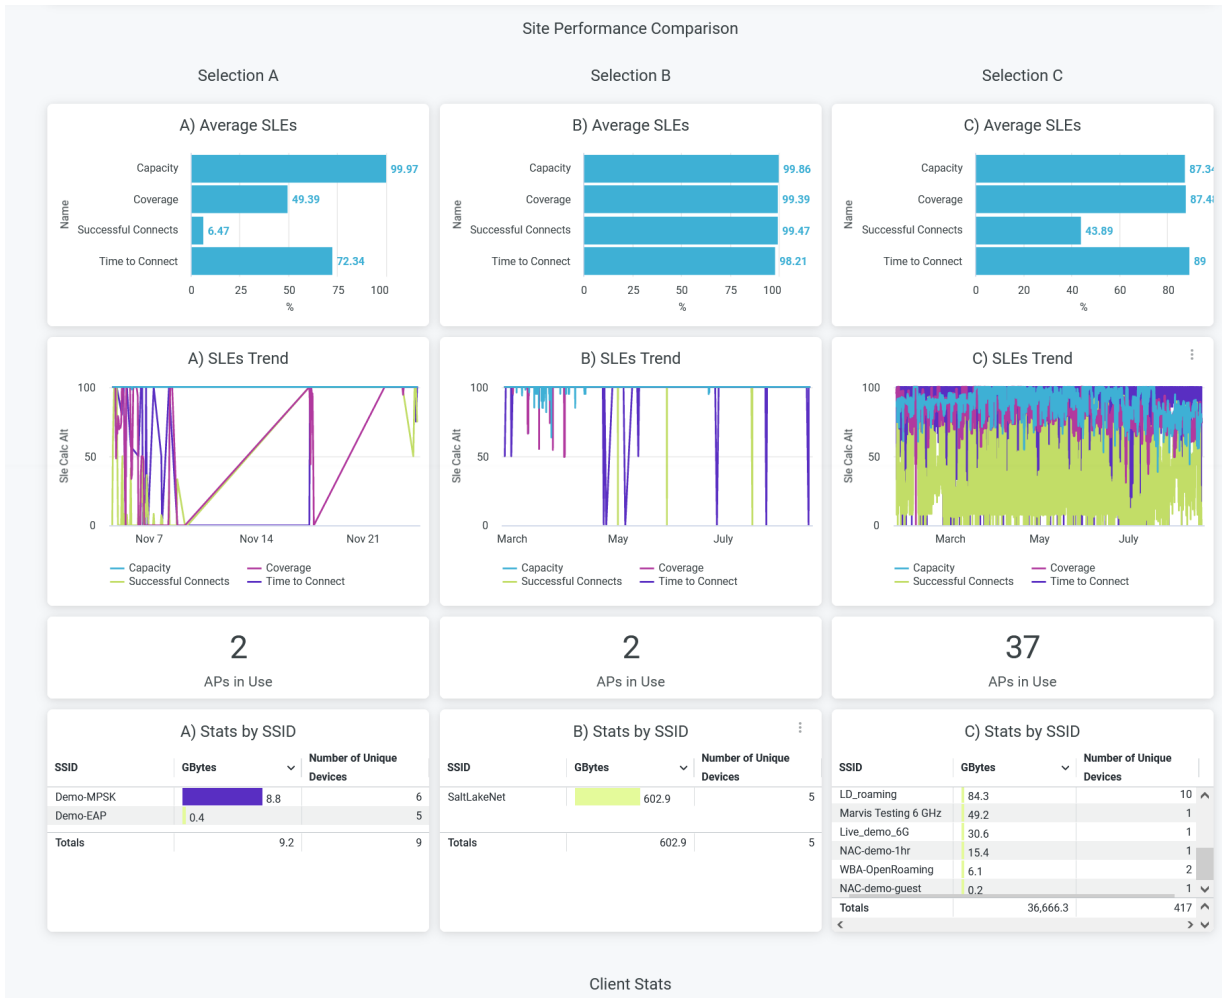 Site Performance Comparison
Selection A
Selection B
Selection C
A) Average SLEs
Name
Capacity 99.97
Coverage 49.39
Successful Connects 6.47
Time to Connect 72.34
0 25 50 75 100
%
B) Average SLEs
Name
Capacity 99.86
Coverage 99.39
Successful Connects 99.47
Time to Connect 98.21
0 25 50 75 100
%
C) Average SLEs
Name
Capacity 87.34
Coverage 87.48
Successful Connects 43.89
Time to Connect 89
0 20 40 60 80
%
A) SLEs Trend
Sle Calc Alt
100
50
0
Nov 7 Nov 14 Nov 21
Capacity Coverage
Successful Connects Time to Connect
B) SLEs Trend
Sle Calc Alt
100
50
0
March May July
Capacity Coverage
Successful Connects Time to Connect
C) SLEs Trend
Sle Calc Alt
100
50
0
March May July
Capacity Coverage
Successful Connects Time to Connect
2
APs in Use
2
APs in Use
37
APs in Use
A) Stats by SSID
SSID GBytes Number of Unique
Devices
Demo-MPSK 8.8 6
Demo-EAP 0.4 5
Totals 9.2 9
B) Stats by SSID
SSID GBytes Number of Unique
Devices
SaltLakeNet 602.9 5
Totals 602.9 5
C) Stats by SSID
SSID GBytes Number of Unique
Devices
LD_roaming 84.3 10
Marvis Testing 6 GHz 49.2 1
Live_demo_6G 30.6 1
NAC-demo-1hr 15.4 1
WBA-OpenRoaming 6.1 2
NAC-demo-guest 0.2 1
Totals 36,666.3 417
Client Stats